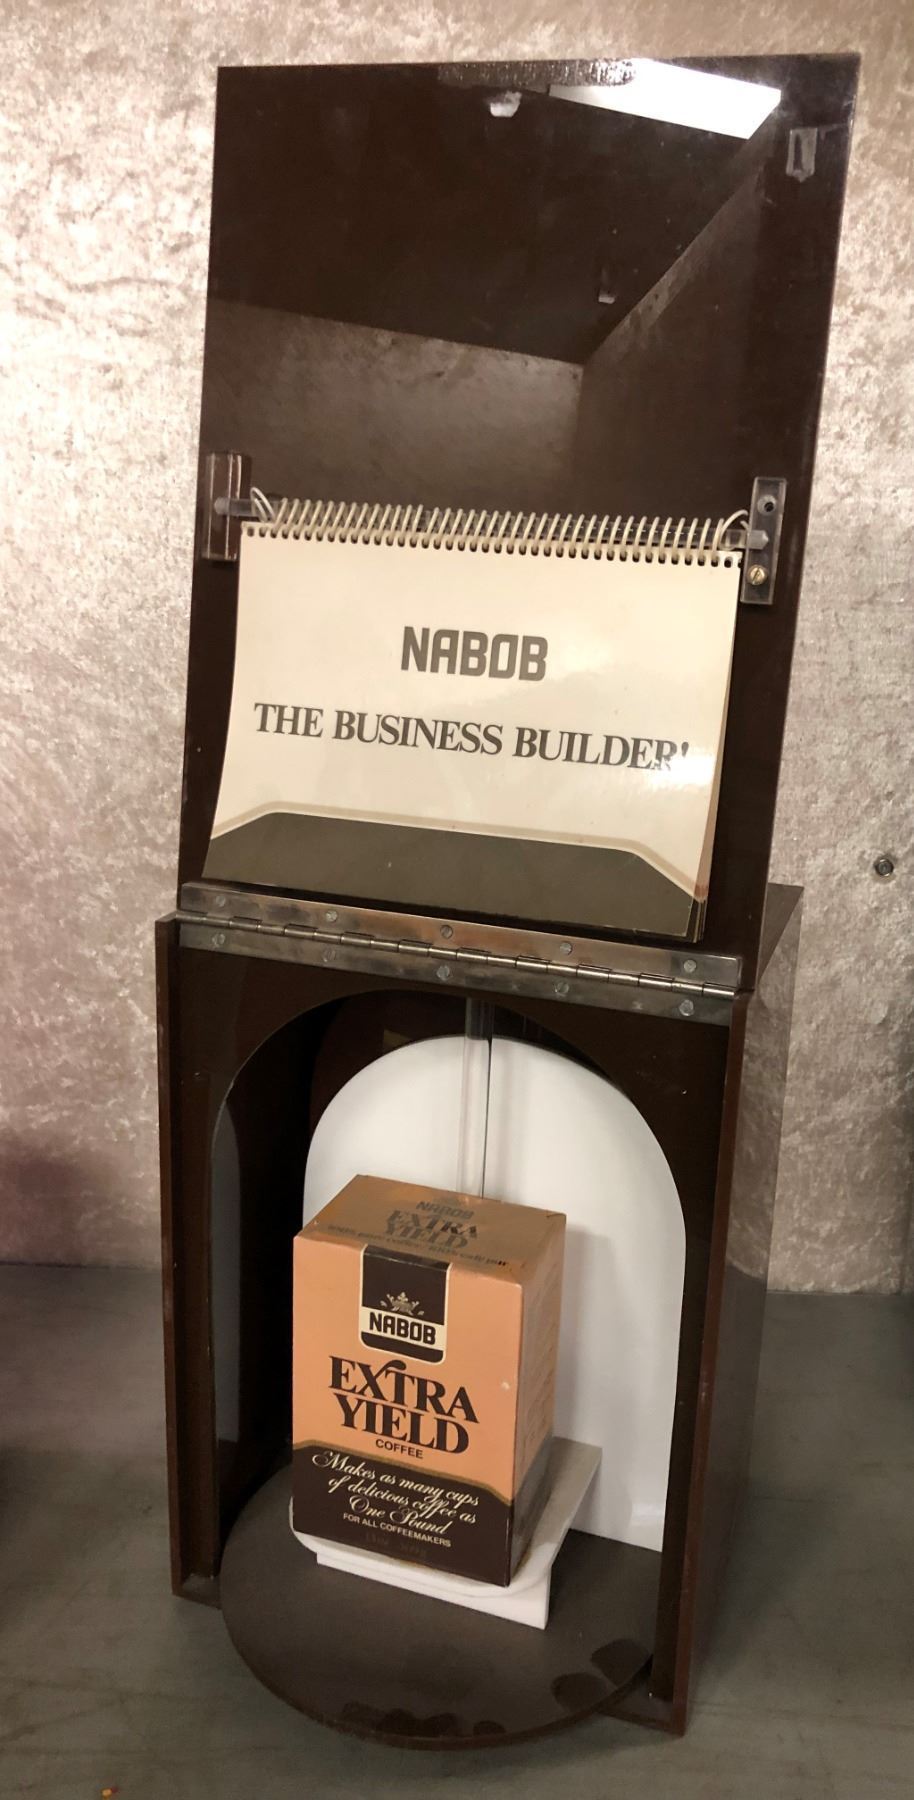 NABOB
THE BUSINESS BUILDER!
NABOB
EXTRA
YIELD
NABOB
EXTRA
YIELD
COFFEE
Makes as many cups
of delicious coffee as
One Pound
FOR ALL COFFEEMAKERS